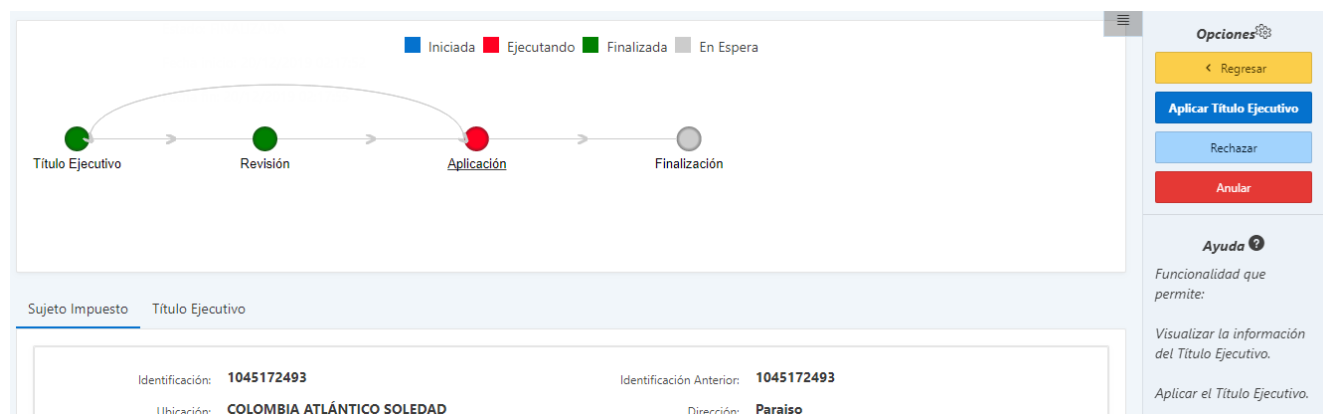 Iniciada Ejecutando Finalizada En Espera
Título Ejecutivo Revisión Aplicación Finalización
Sujeto Impuesto Título Ejecutivo
Identificación: 1045172493 Identificación Anterior: 1045172493
Ubicación: COLOMBIA ATLÁNTICO SOLEDAD Dirección: Paraiso
Opciones
Regresar
Aplicar Título Ejecutivo
Rechazar
Anular
Ayuda
Funcionalidad que
permite:
Visualizar la información
del Título Ejecutivo.
Aplicar el Título Ejecutivo.